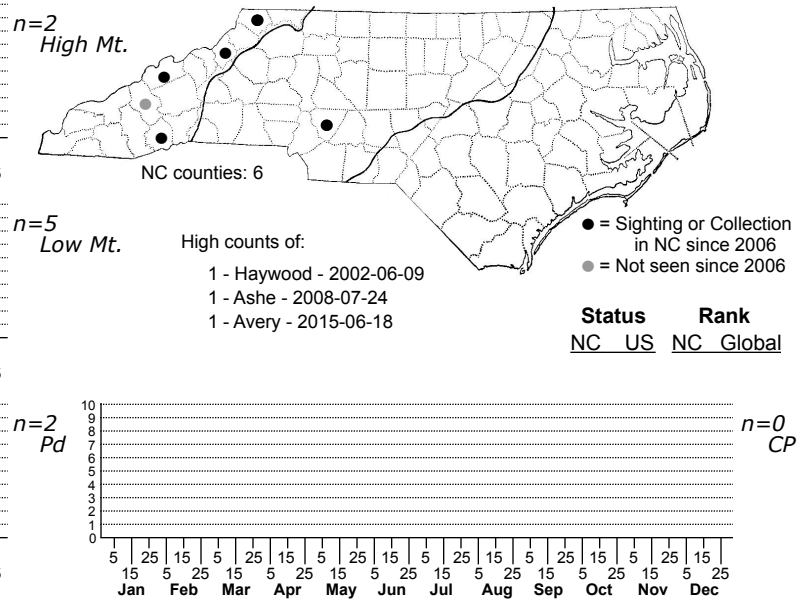 n=2
High Mt.
NC counties: 6
n=5
Low Mt.
High counts of:
1 - Haywood - 2002-06-09
1 - Ashe - 2008-07-24
1 - Avery - 2015-06-18
= Sighting or Collection
in NC since 2006
= Not seen since 2006
Status Rank
NC US NC Global
n=2
Pd
n=0
CP
10
9
8
7
6
5
4
3
2
1
0
5 25 15 5 25 15 5 25 15 5 25 15 5 25 15 5 25 15
15 5 25 15 5 25 15 5 25 15 5 25 15 5 25 15 5 25
Jan Feb Mar Apr May Jun Jul Aug Sep Oct Nov Dec